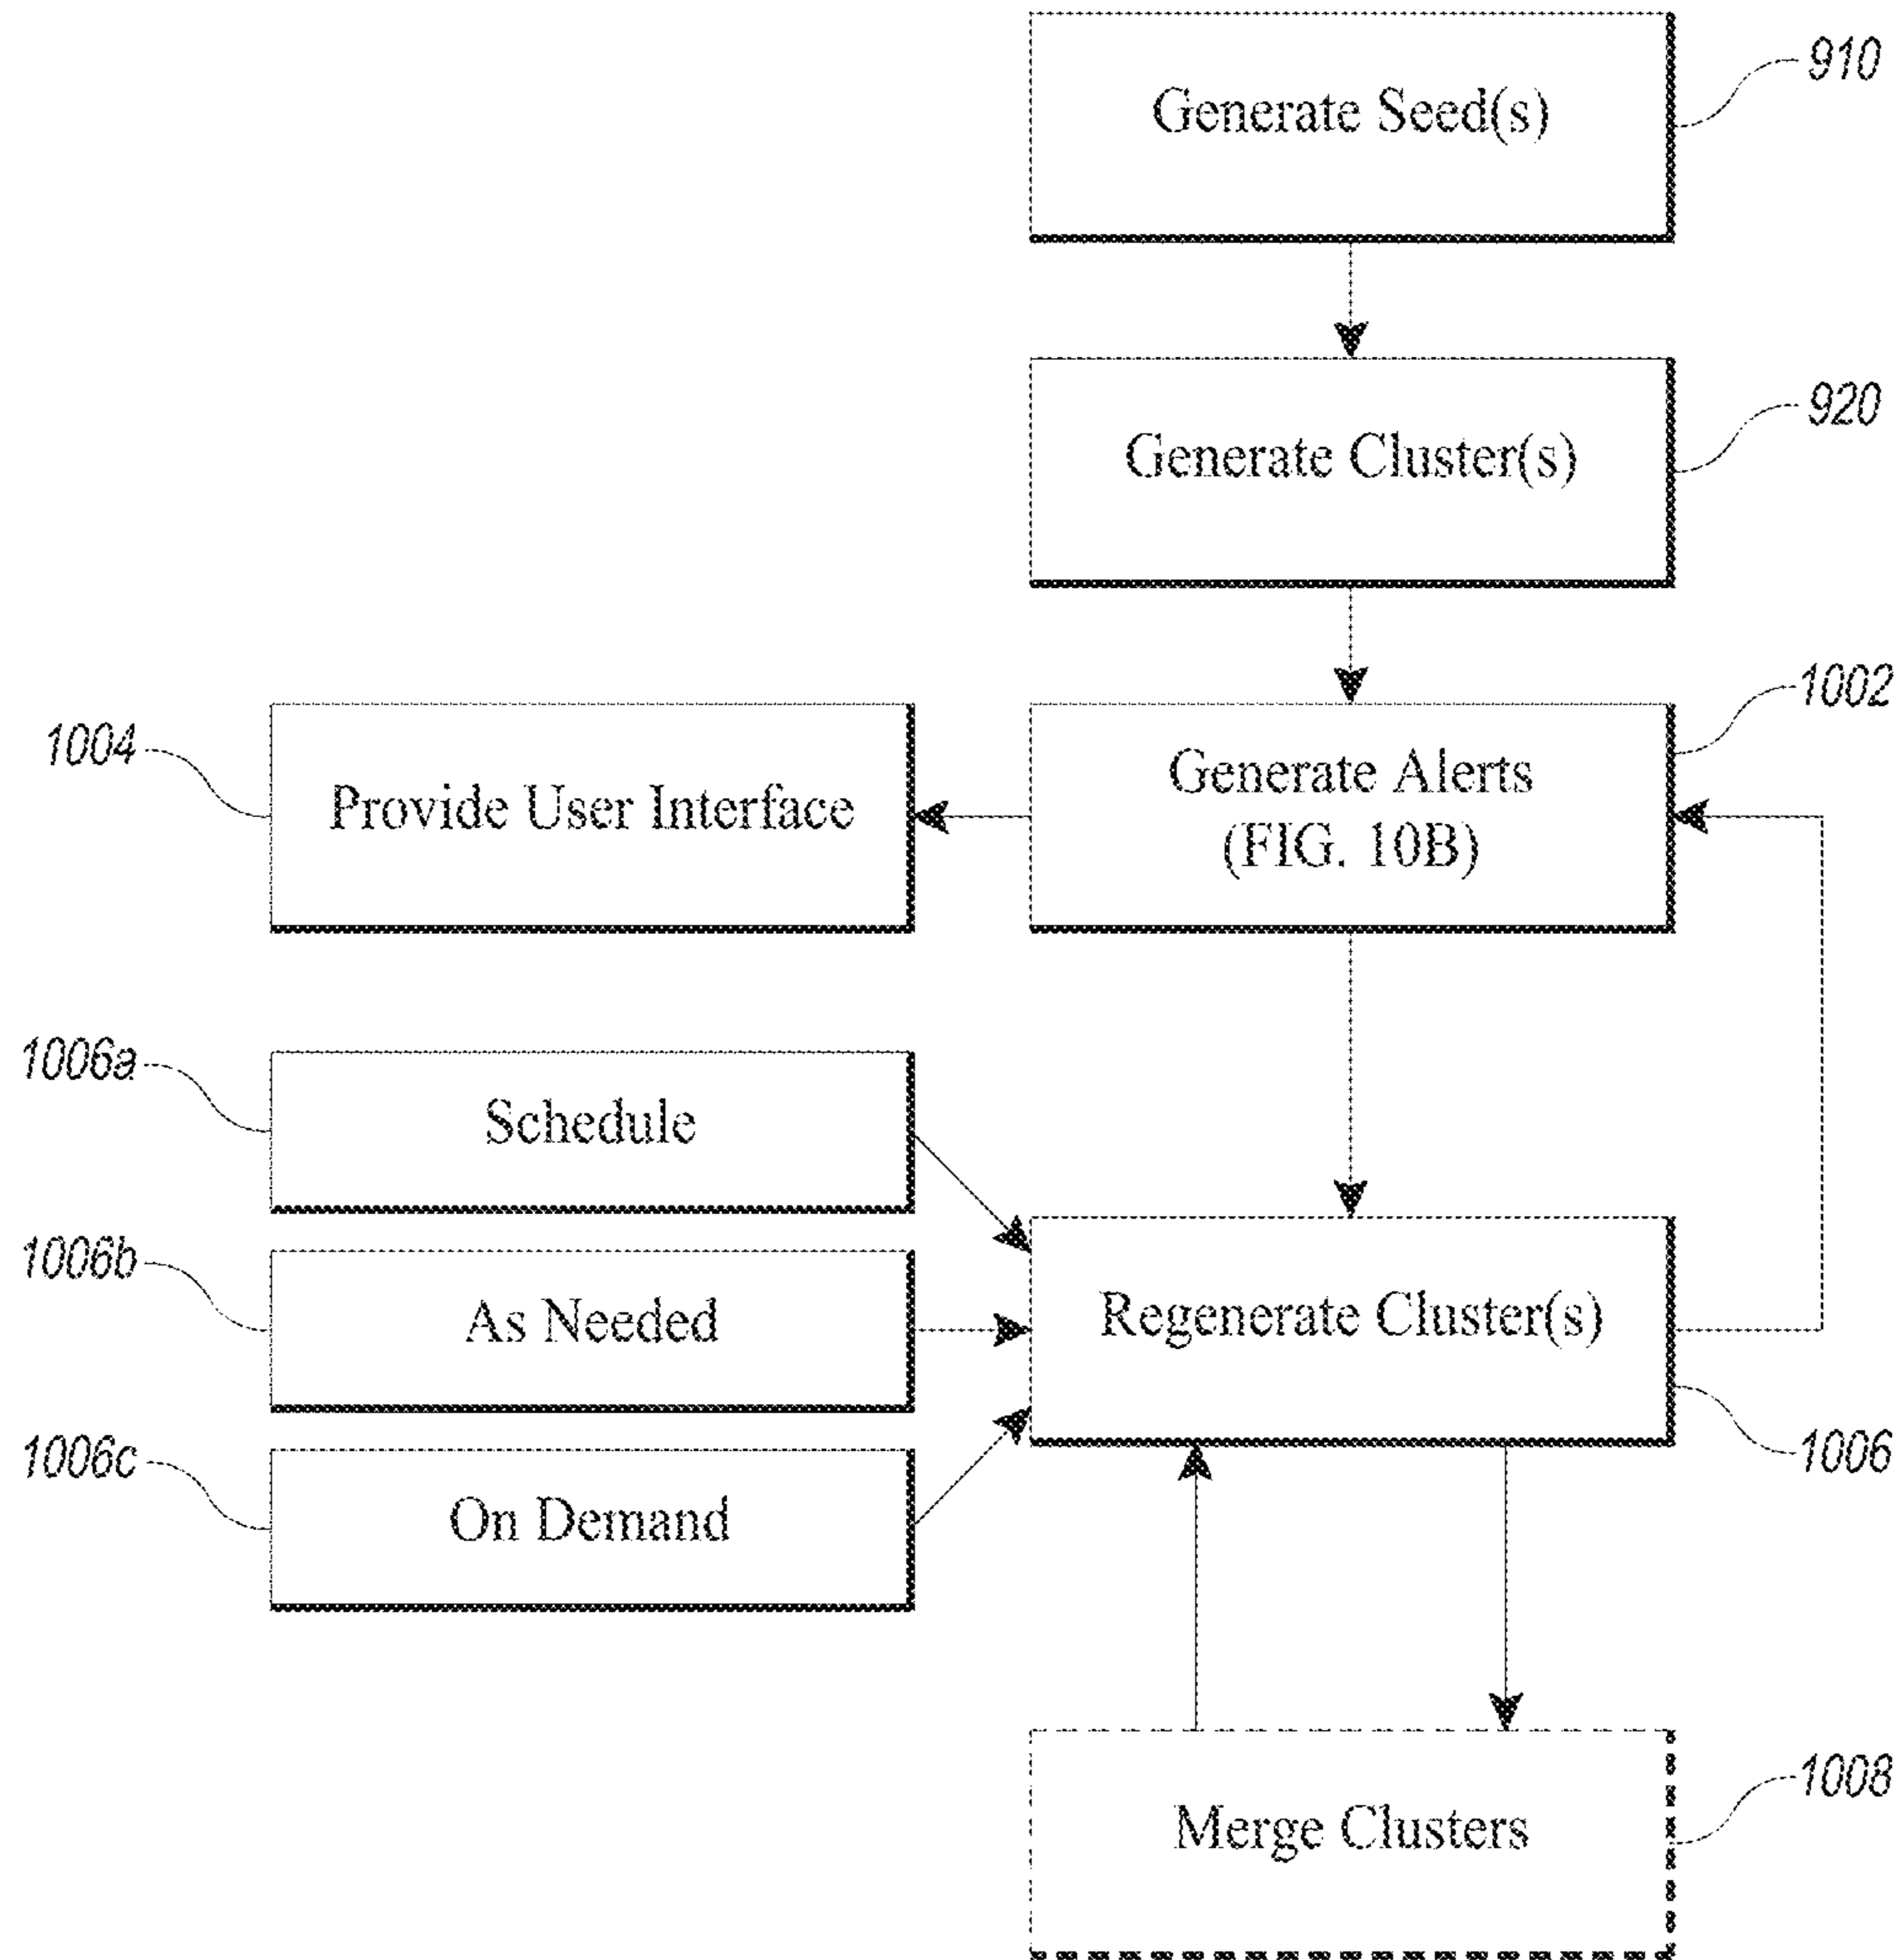 Generate Seed(s)
910
Generate Cluster(s)
920
1004
Provide User Interface
Generate Alerts
(FIG. 10B)
1002
1006a
Schedule
1006b
As Needed
1006c
On Demand
Regenerate Cluster(s)
1006
Merge Clusters
1008